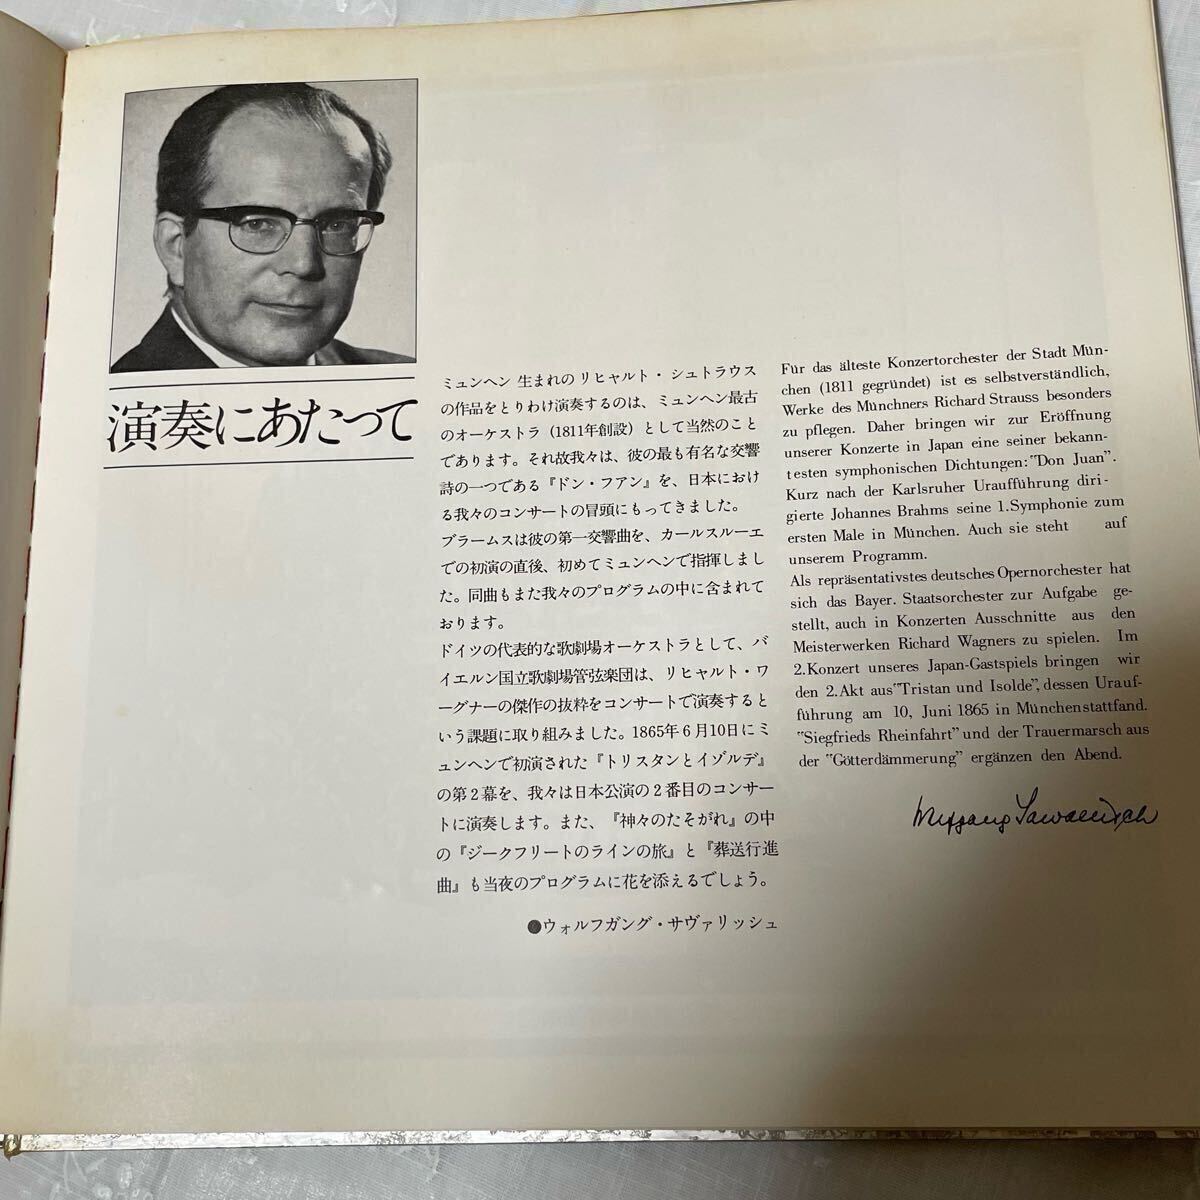 演奏にあたって
ミュンヘン 生まれの リヒャルト・ シュトラウス
の作品をとりわけ演奏するのは、ミュンヘン最古
のオーケストラ（1811年創設）として当然のこと
であります。それ故我々は、彼の最も有名な交響
詩の一つである『ドン・フアン』を、日本におけ
る我々のコンサートの冒頭にもってきました。
ブラームスは彼の第一交響曲を、カールスルーエ
での初演の直後、初めてミュンヘンで指揮しまし
た。同曲もまた我々のプログラムの中に含まれて
おります。
ドイツの代表的な歌劇場オーケストラとして、バ
イエルン国立歌劇場管弦楽団は、リヒャルト・ワ
ーグナーの傑作の抜粋をコンサートで演奏すると
いう課題に取り組みました。1865年6月10日にミ
ュンヘンで初演された『トリスタンとイゾルデ』
の第2幕を、我々は日本公演の2番目のコンサー
トに演奏します。また、『神々のたそがれ』の中
の『ジークフリートのラインの旅』と『葬送行進
曲』も当夜のプログラムに花を添えるでしょう。
●ウォルフガング・サヴァリッシュ
Für das älteste Konzertorchester der Stadt Mün-
chen (1811 gegründet) ist es selbstverständlich,
Werke des Münchners Richard Strauss besonders
zu pflegen. Daher bringen wir zur Eröffnung
unserer Konzerte in Japan eine seiner bekann-
testen symphonischen Dichtungen: "Don Juan".
Kurz nach der Karlsruher Uraufführung diri-
gierte Johannes Brahms seine 1.Symphonie zum
ersten Male in München. Auch sie steht auf
unserem Programm.
Als repräsentativstes deutsches Opernorchester hat
sich das Bayer. Staatsorchester zur Aufgabe ge-
stellt, auch in Konzerten Ausschnitte aus den
Meisterwerken Richard Wagners zu spielen. Im
2.Konzert unseres Japan-Gastspiels bringen wir
den 2.Akt aus "Tristan und Isolde", dessen Urauf-
führung am 10, Juni 1865 in München stattfand.
"Siegfrieds Rheinfahrt" und der Trauermarsch aus
der "Götterdämmerung" ergänzen den Abend.
Wolfgang Sawallisch